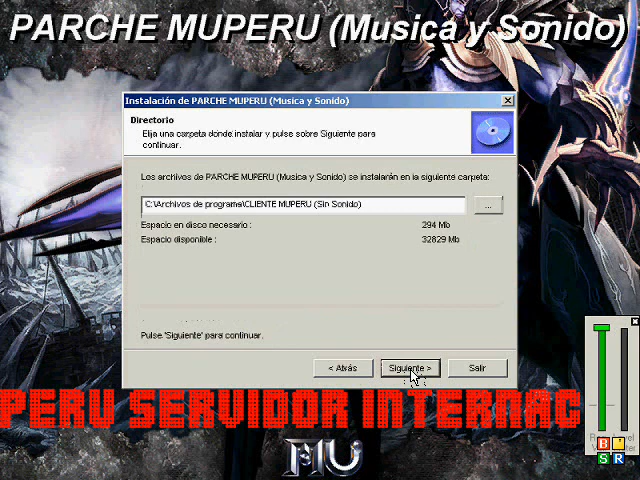 PARCHE MUPERU (Musica y Sonido)
Instalación de PARCHE MUPERU (Musica y Sonido)
Directorio
Elija una carpeta donde instalar y pulse sobre Siguiente para
continuar.
Los archivos de PARCHE MUPERU (Musica y Sonido) se instalarán en la siguiente carpeta:
C:\Archivos de programa\CLIENTE MUPERU (Sin Sonido)
...
Espacio en disco necesario : 294 Mb
Espacio disponible : 32829 Mb
Pulse 'Siguiente' para continuar.
< Atrás Siguiente > Salir
PERU SERVIDOR INTERNAC
MU
B
S R